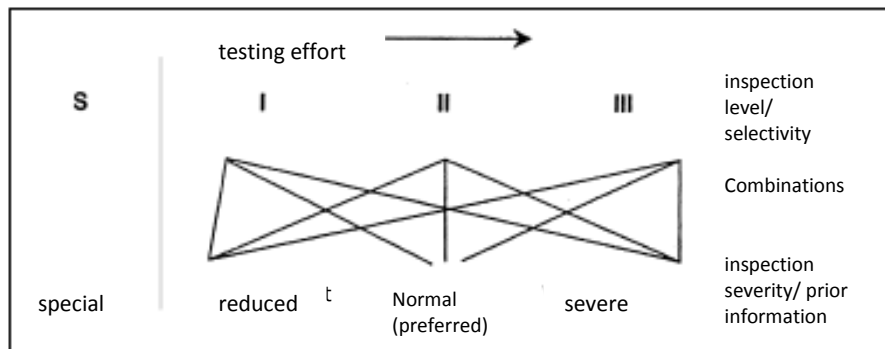 testing effort
S I II III
inspection
level/
selectivity
Combinations
special
reduced t
Normal
(preferred)
severe
inspection
severity/ prior
information